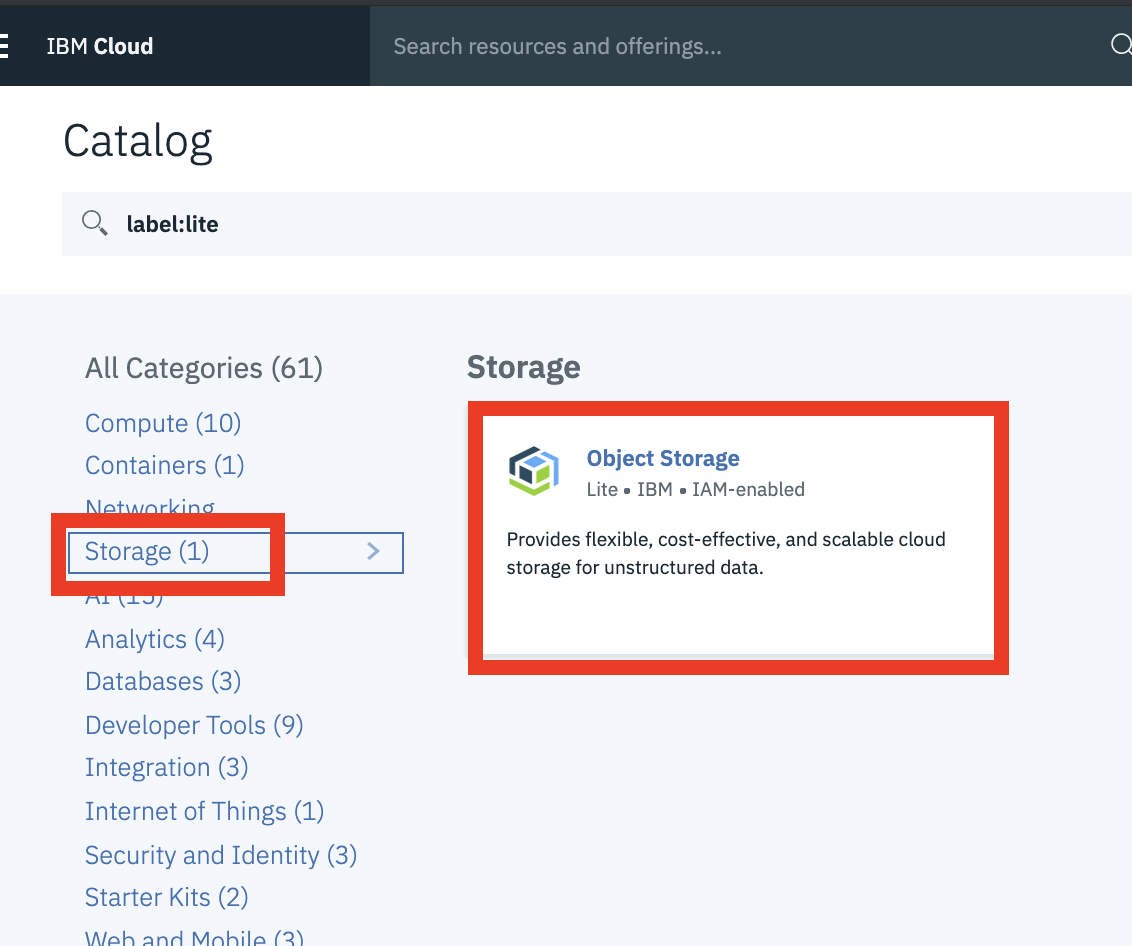 IBM Cloud
Search resources and offerings...
Catalog
label:lite
All Categories (61)
Compute (10)
Containers (1)
Networking
Storage (1)
AI (15)
Analytics (4)
Databases (3)
Developer Tools (9)
Integration (3)
Internet of Things (1)
Security and Identity (3)
Starter Kits (2)
Web and Mobile (3)
Storage
Object Storage
Lite • IBM • IAM-enabled
Provides flexible, cost-effective, and scalable cloud
storage for unstructured data.